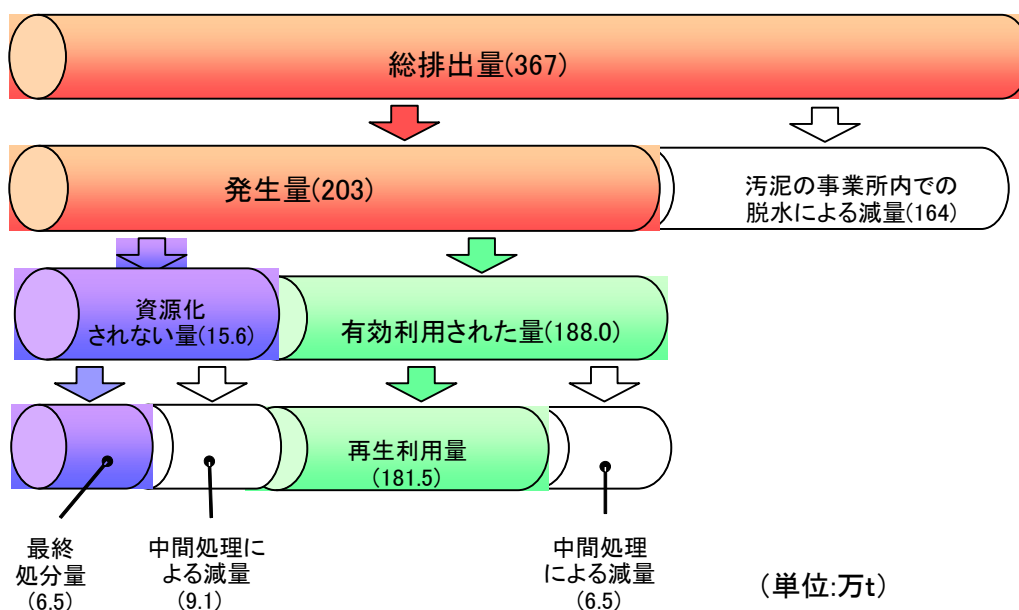 総排出量(367)
発生量(203)
汚泥の事業所内での
脱水による減量(164)
資源化
されない量(15.6)
有効利用された量(188.0)
再生利用量
(181.5)
最終
処分量
(6.5)
中間処理に
よる減量
(9.1)
中間処理
による減量
(6.5)
(単位:万t)